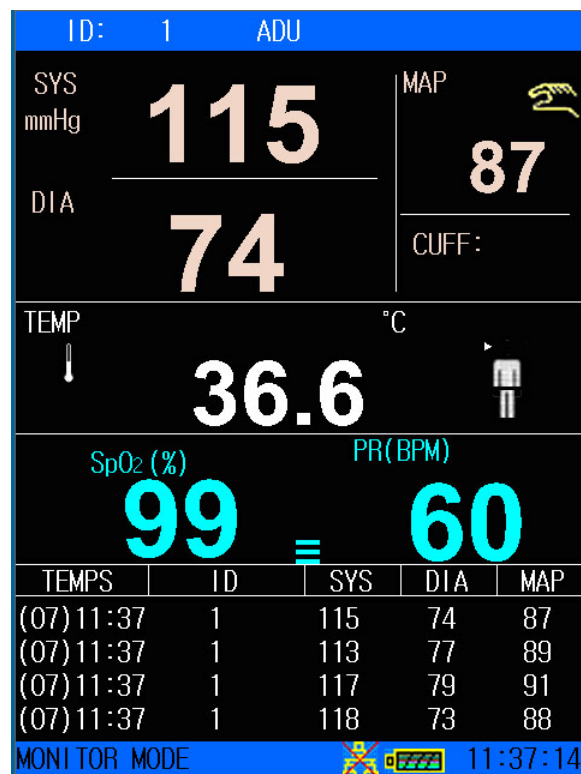 ID: 1 ADU
SYS
mmHg
115
MAP
87
DIA
74
CUFF:
TEMP
°C
36.6
SpO2(%)
PR(BPM)
99
60
TEMPS ID SYS DIA MAP
(07)11:37 1 115 74 87
(07)11:37 1 113 77 89
(07)11:37 1 117 79 91
(07)11:37 1 118 73 88
MONITOR MODE 11:37:14